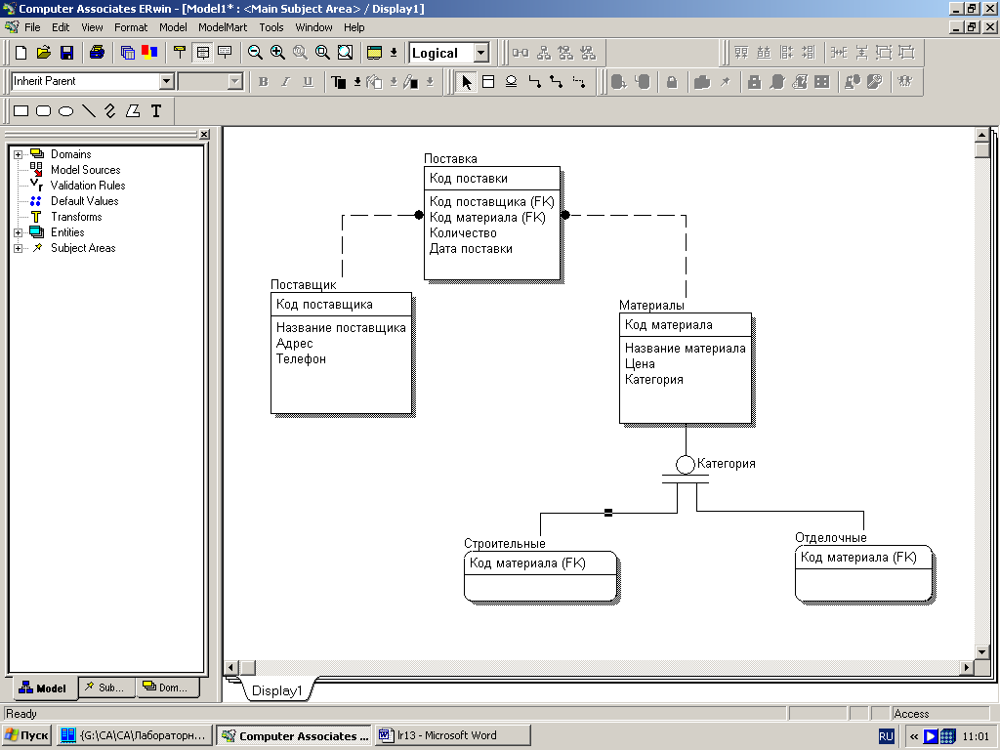 Computer Associates ERwin - [Model1* : <Main Subject Area> / Display1]
File Edit View Format Model ModelMart Tools Window Help
Logical
Inherit Parent
B I U
T
Domains
Model Sources
Validation Rules
Default Values
Transforms
Entities
Subject Areas
Поставка
Код поставки
Код поставщика (FK)
Код материала (FK)
Количество
Дата поставки
Поставщик
Код поставщика
Название поставщика
Адрес
Телефон
Материалы
Код материала
Название материала
Цена
Категория
Категория
Строительные
Код материала (FK)
Отделочные
Код материала (FK)
Model Sub... Dom...
Display1
Ready Access
Пуск {G:\CA\CA\Лабораторн... Computer Associates ... lr13 - Microsoft Word RU « 11:01